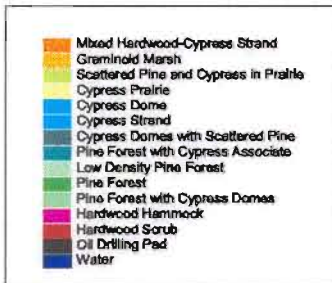 Mixed Hardwood-Cypress Strand
Graminoid Marsh
Scattered Pine and Cypress in Prairie
Cypress Prairie
Cypress Dome
Cypress Strand
Cypress Domes with Scattered Pine
Pine Forest with Cypress Associate
Low Density Pine Forest
Pine Forest
Pine Forest with Cypress Domes
Hardwood Hammock
Hardwood Scrub
Oil Drilling Pad
Water